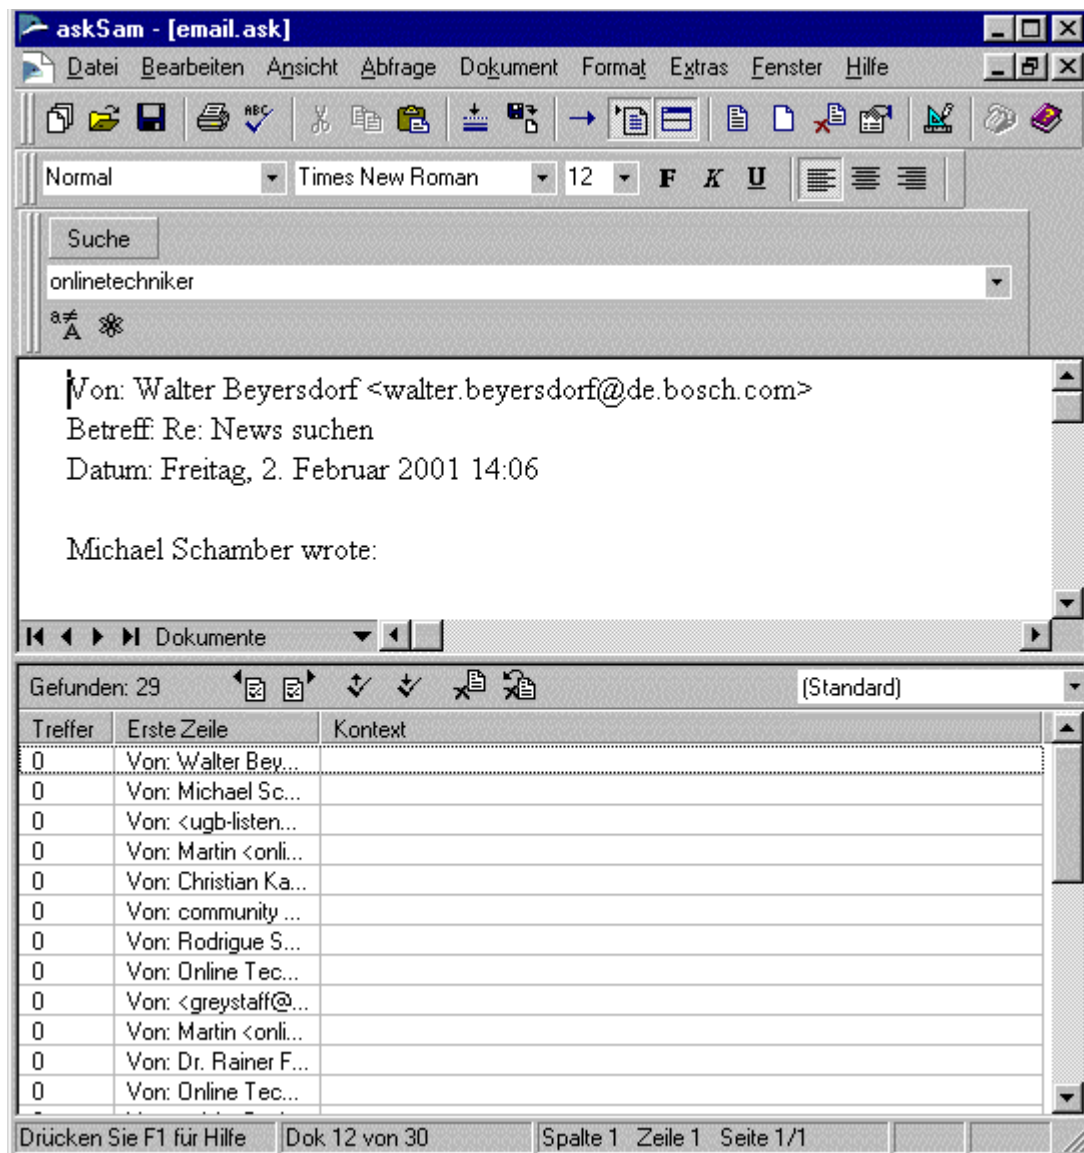 askSam - [email.ask]
Datei Bearbeiten Ansicht Abfrage Dokument Format Extras Fenster Hilfe
ABC
Normal Times New Roman 12 F K U
Suche
onlinetechniker
a≠A
Von: Walter Beyersdorf <walter.beyersdorf@de.bosch.com>
Betreff: Re: News suchen
Datum: Freitag, 2. Februar 2001 14:06
Michael Schamber wrote:
Dokumente
Gefunden: 29 (Standard)
Treffer Erste Zeile Kontext
0 Von: Walter Bey...
0 Von: Michael Sc...
0 Von: <ugb-listen...
0 Von: Martin <onli...
0 Von: Christian Ka...
0 Von: community ...
0 Von: Rodrigue S...
0 Von: Online Tec...
0 Von: <greystaff@...
0 Von: Martin <onli...
0 Von: Dr. Rainer F...
0 Von: Online Tec...
Drücken Sie F1 für Hilfe Dok 12 von 30 Spalte 1 Zeile 1 Seite 1/1